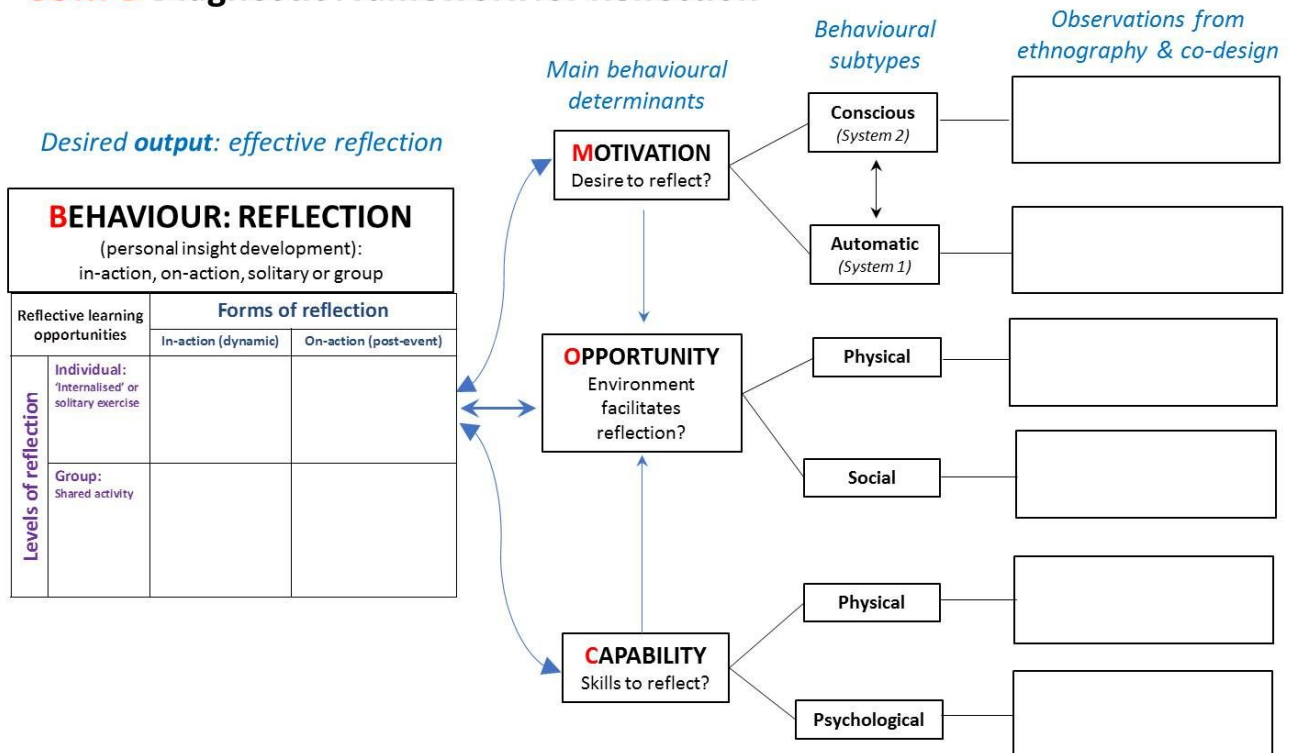 Observations from
ethnography & co-design
Behavioural
subtypes
Main behavioural
determinants
Desired output: effective reflection
BEHAVIOUR: REFLECTION
(personal insight development):
in-action, on-action, solitary or group
Reflective learning
opportunities
Forms of reflection
In-action (dynamic)
On-action (post-event)
Levels of reflection
Individual:
'Internalised' or
solitary exercise
Group:
Shared activity
MOTIVATION
Desire to reflect?
Conscious
(System 2)
Automatic
(System 1)
OPPORTUNITY
Environment
facilitates
reflection?
Physical
Social
CAPABILITY
Skills to reflect?
Physical
Psychological